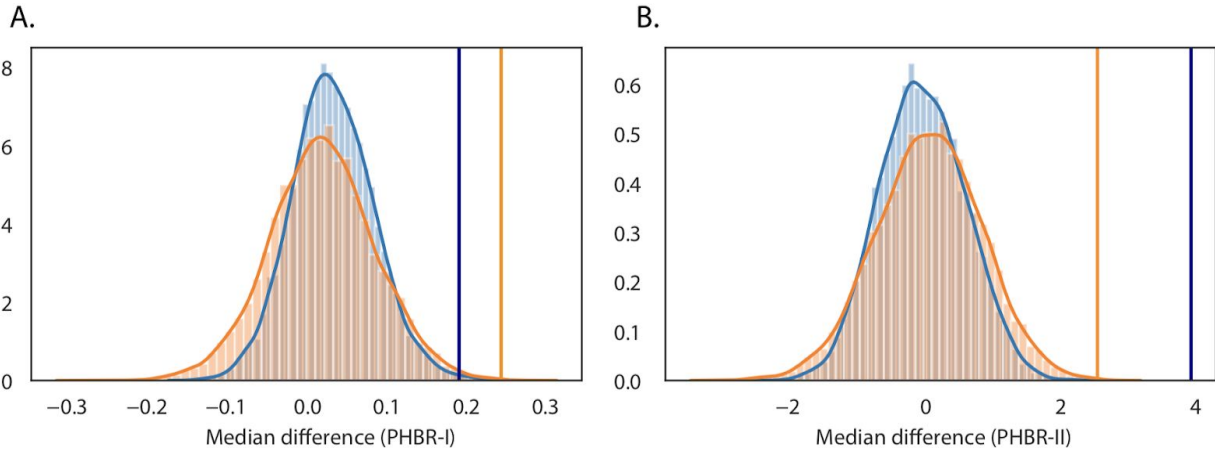 A.
8
6
4
2
0
−0.3 −0.2 −0.1 0.0 0.1 0.2 0.3
Median difference (PHBR-I)
B.
0.6
0.5
0.4
0.3
0.2
0.1
0.0
−2 0 2 4
Median difference (PHBR-II)